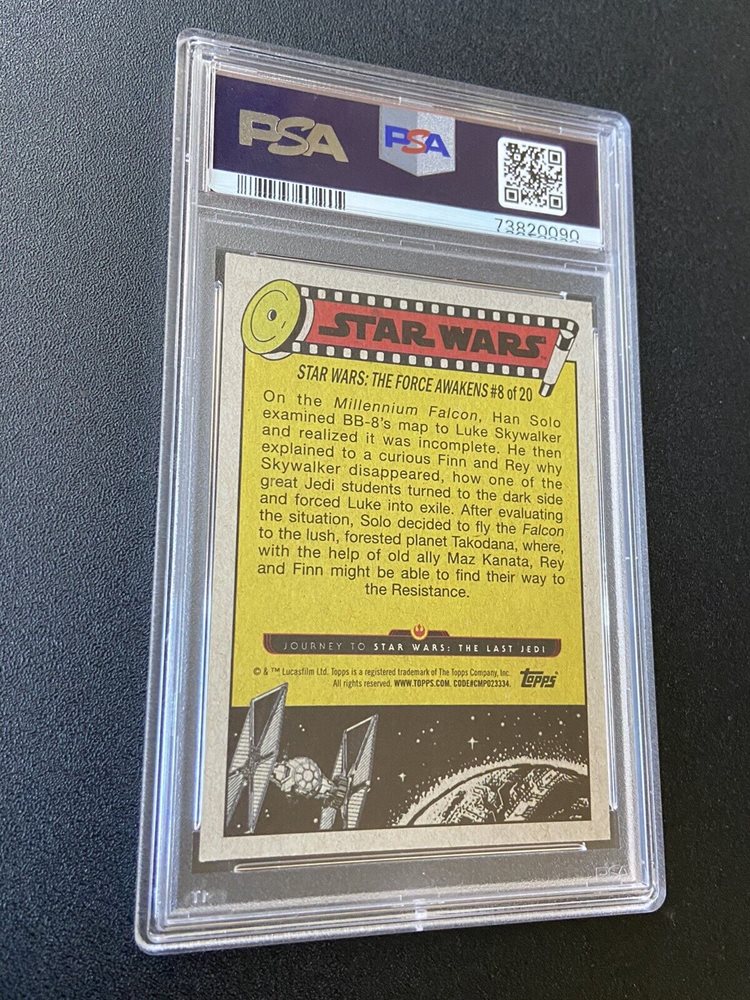 PSA
PSA
73820090
STAR WARS
STAR WARS: THE FORCE AWAKENS #8 of 20
On the Millennium Falcon, Han Solo
examined BB-8's map to Luke Skywalker
and realized it was incomplete. He then
explained to a curious Finn and Rey why
Skywalker disappeared, how one of the
great Jedi students turned to the dark side
and forced Luke into exile. After evaluating
the situation, Solo decided to fly the Falcon
to the lush, forested planet Takodana, where,
with the help of old ally Maz Kanata, Rey
and Finn might be able to find their way to
the Resistance.
JOURNEY TO STAR WARS: THE LAST JEDI
© & ™ Lucasfilm Ltd. Topps is a registered trademark of The Topps Company, Inc.
All rights reserved. WWW.TOPPS.COM. CODE#CMPG23334.
topps
PSA